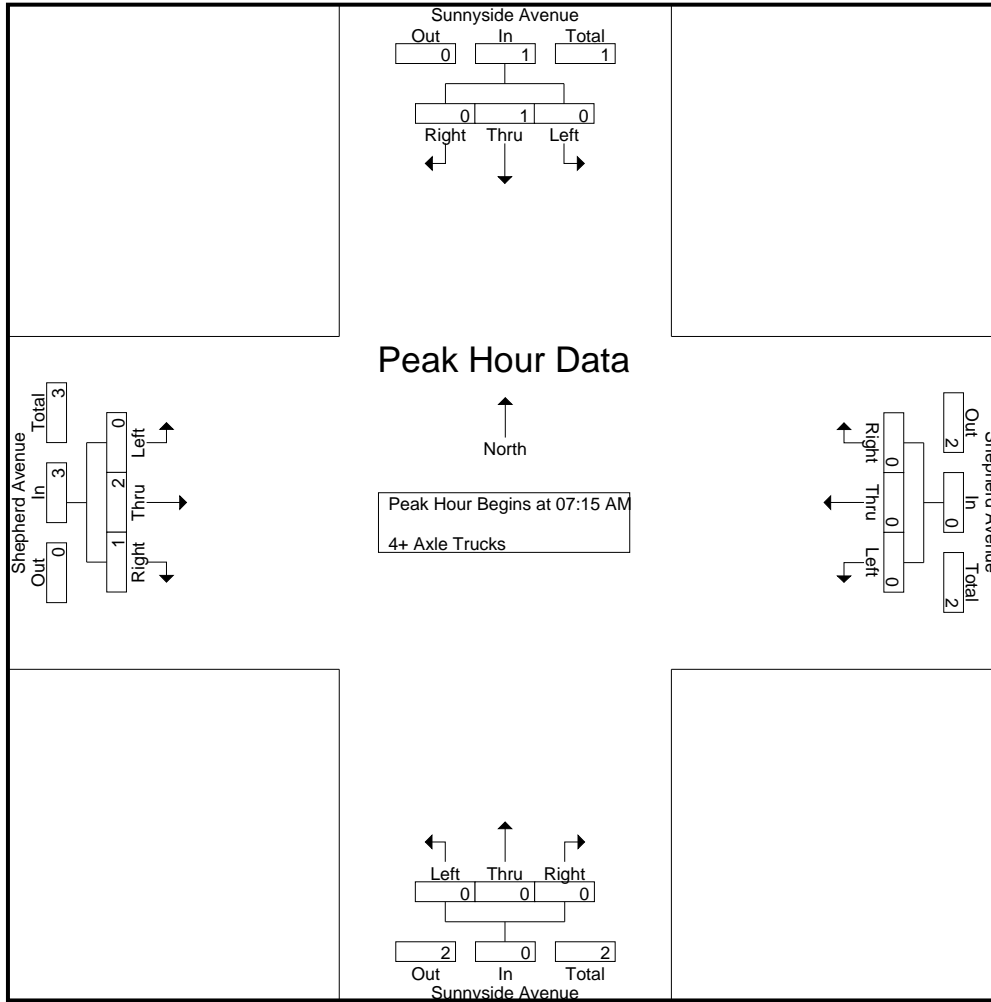 Sunnyside Avenue
Out In Total
0 1 1
0 1 0
Right Thru Left
Peak Hour Data
North
Peak Hour Begins at 07:15 AM
4+ Axle Trucks
Shepherd Avenue
Out In Total
0 3 3
1 2 0
Right Thru Left
Shepherd Avenue
Out In Total
2 0 2
0 0 0
Right Thru Left
Left Thru Right
0 0 0
2 0 2
Out In Total
Sunnyside Avenue